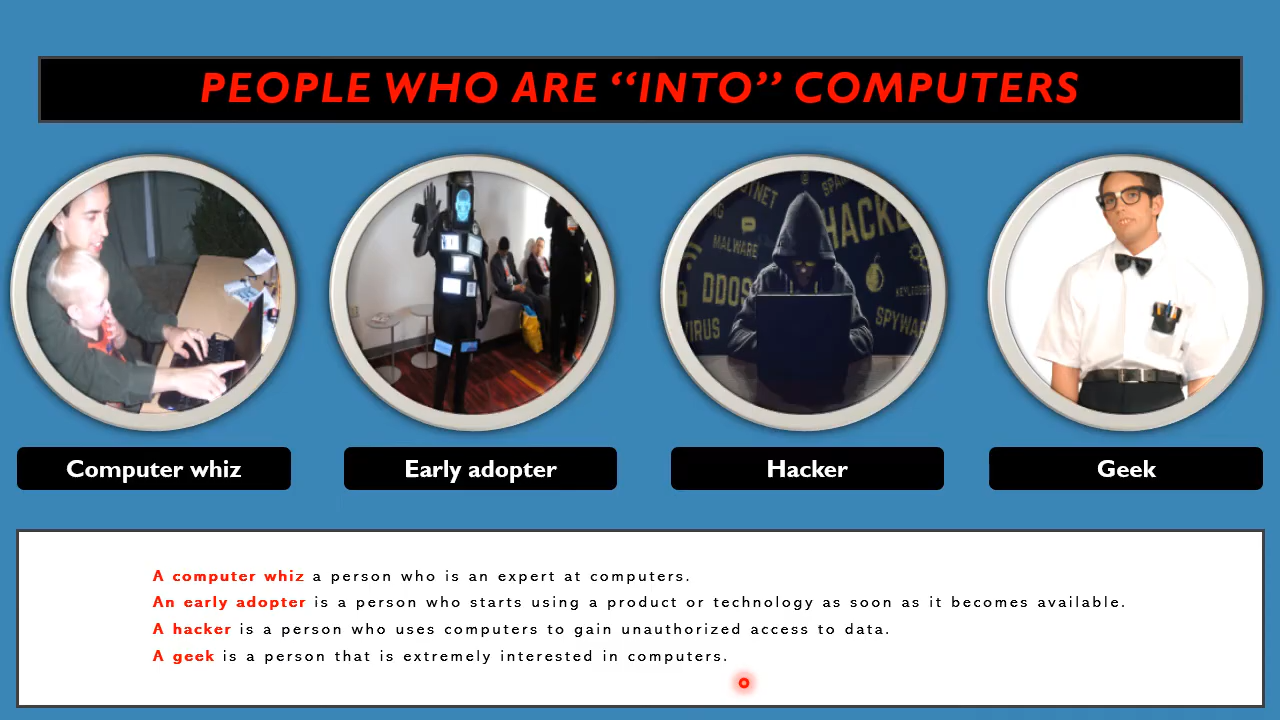 PEOPLE WHO ARE “INTO” COMPUTERS
MALWARE
DDOS
Computer whiz
Early adopter
Hacker
Geek
A computer whiz a person who is an expert at computers.
An early adopter is a person who starts using a product or technology as soon as it becomes available.
A hacker is a person who uses computers to gain unauthorized access to data.
A geek is a person that is extremely interested in computers.